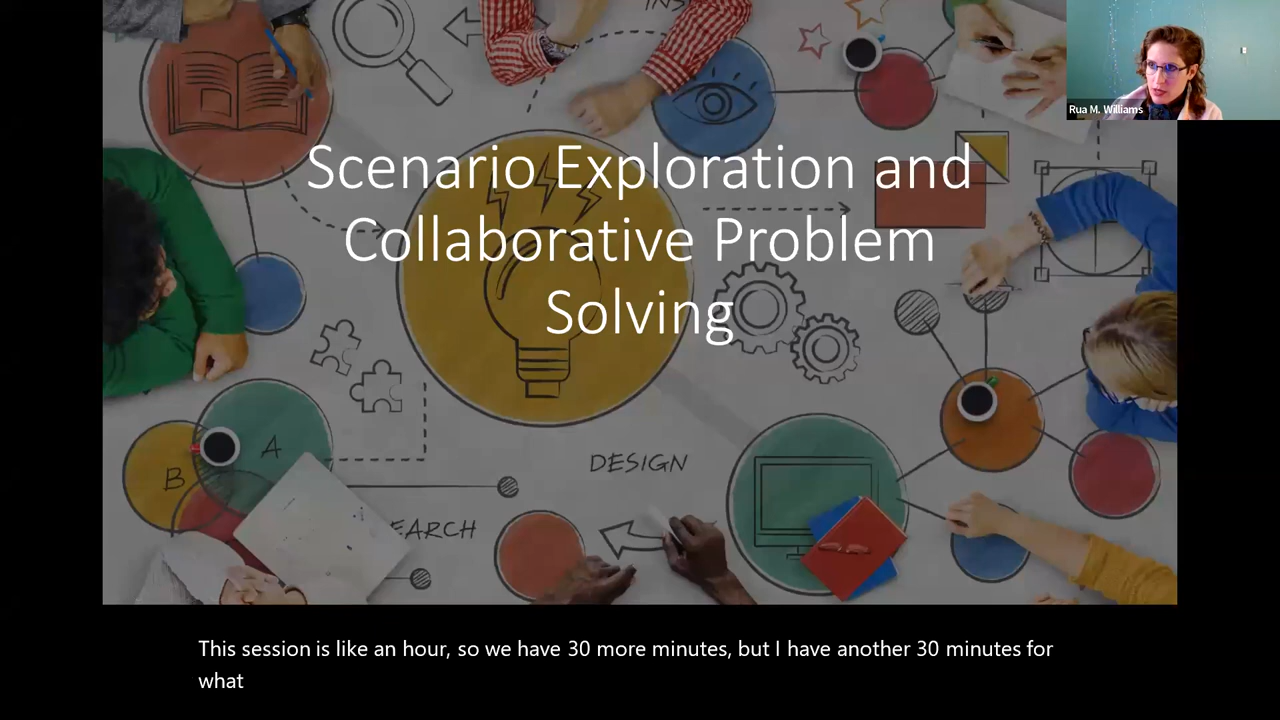 INS
Rua M. Williams
Scenario Exploration and
Collaborative Problem
Solving
A
B
DESIGN
EARCH
This session is like an hour, so we have 30 more minutes, but I have another 30 minutes for
what